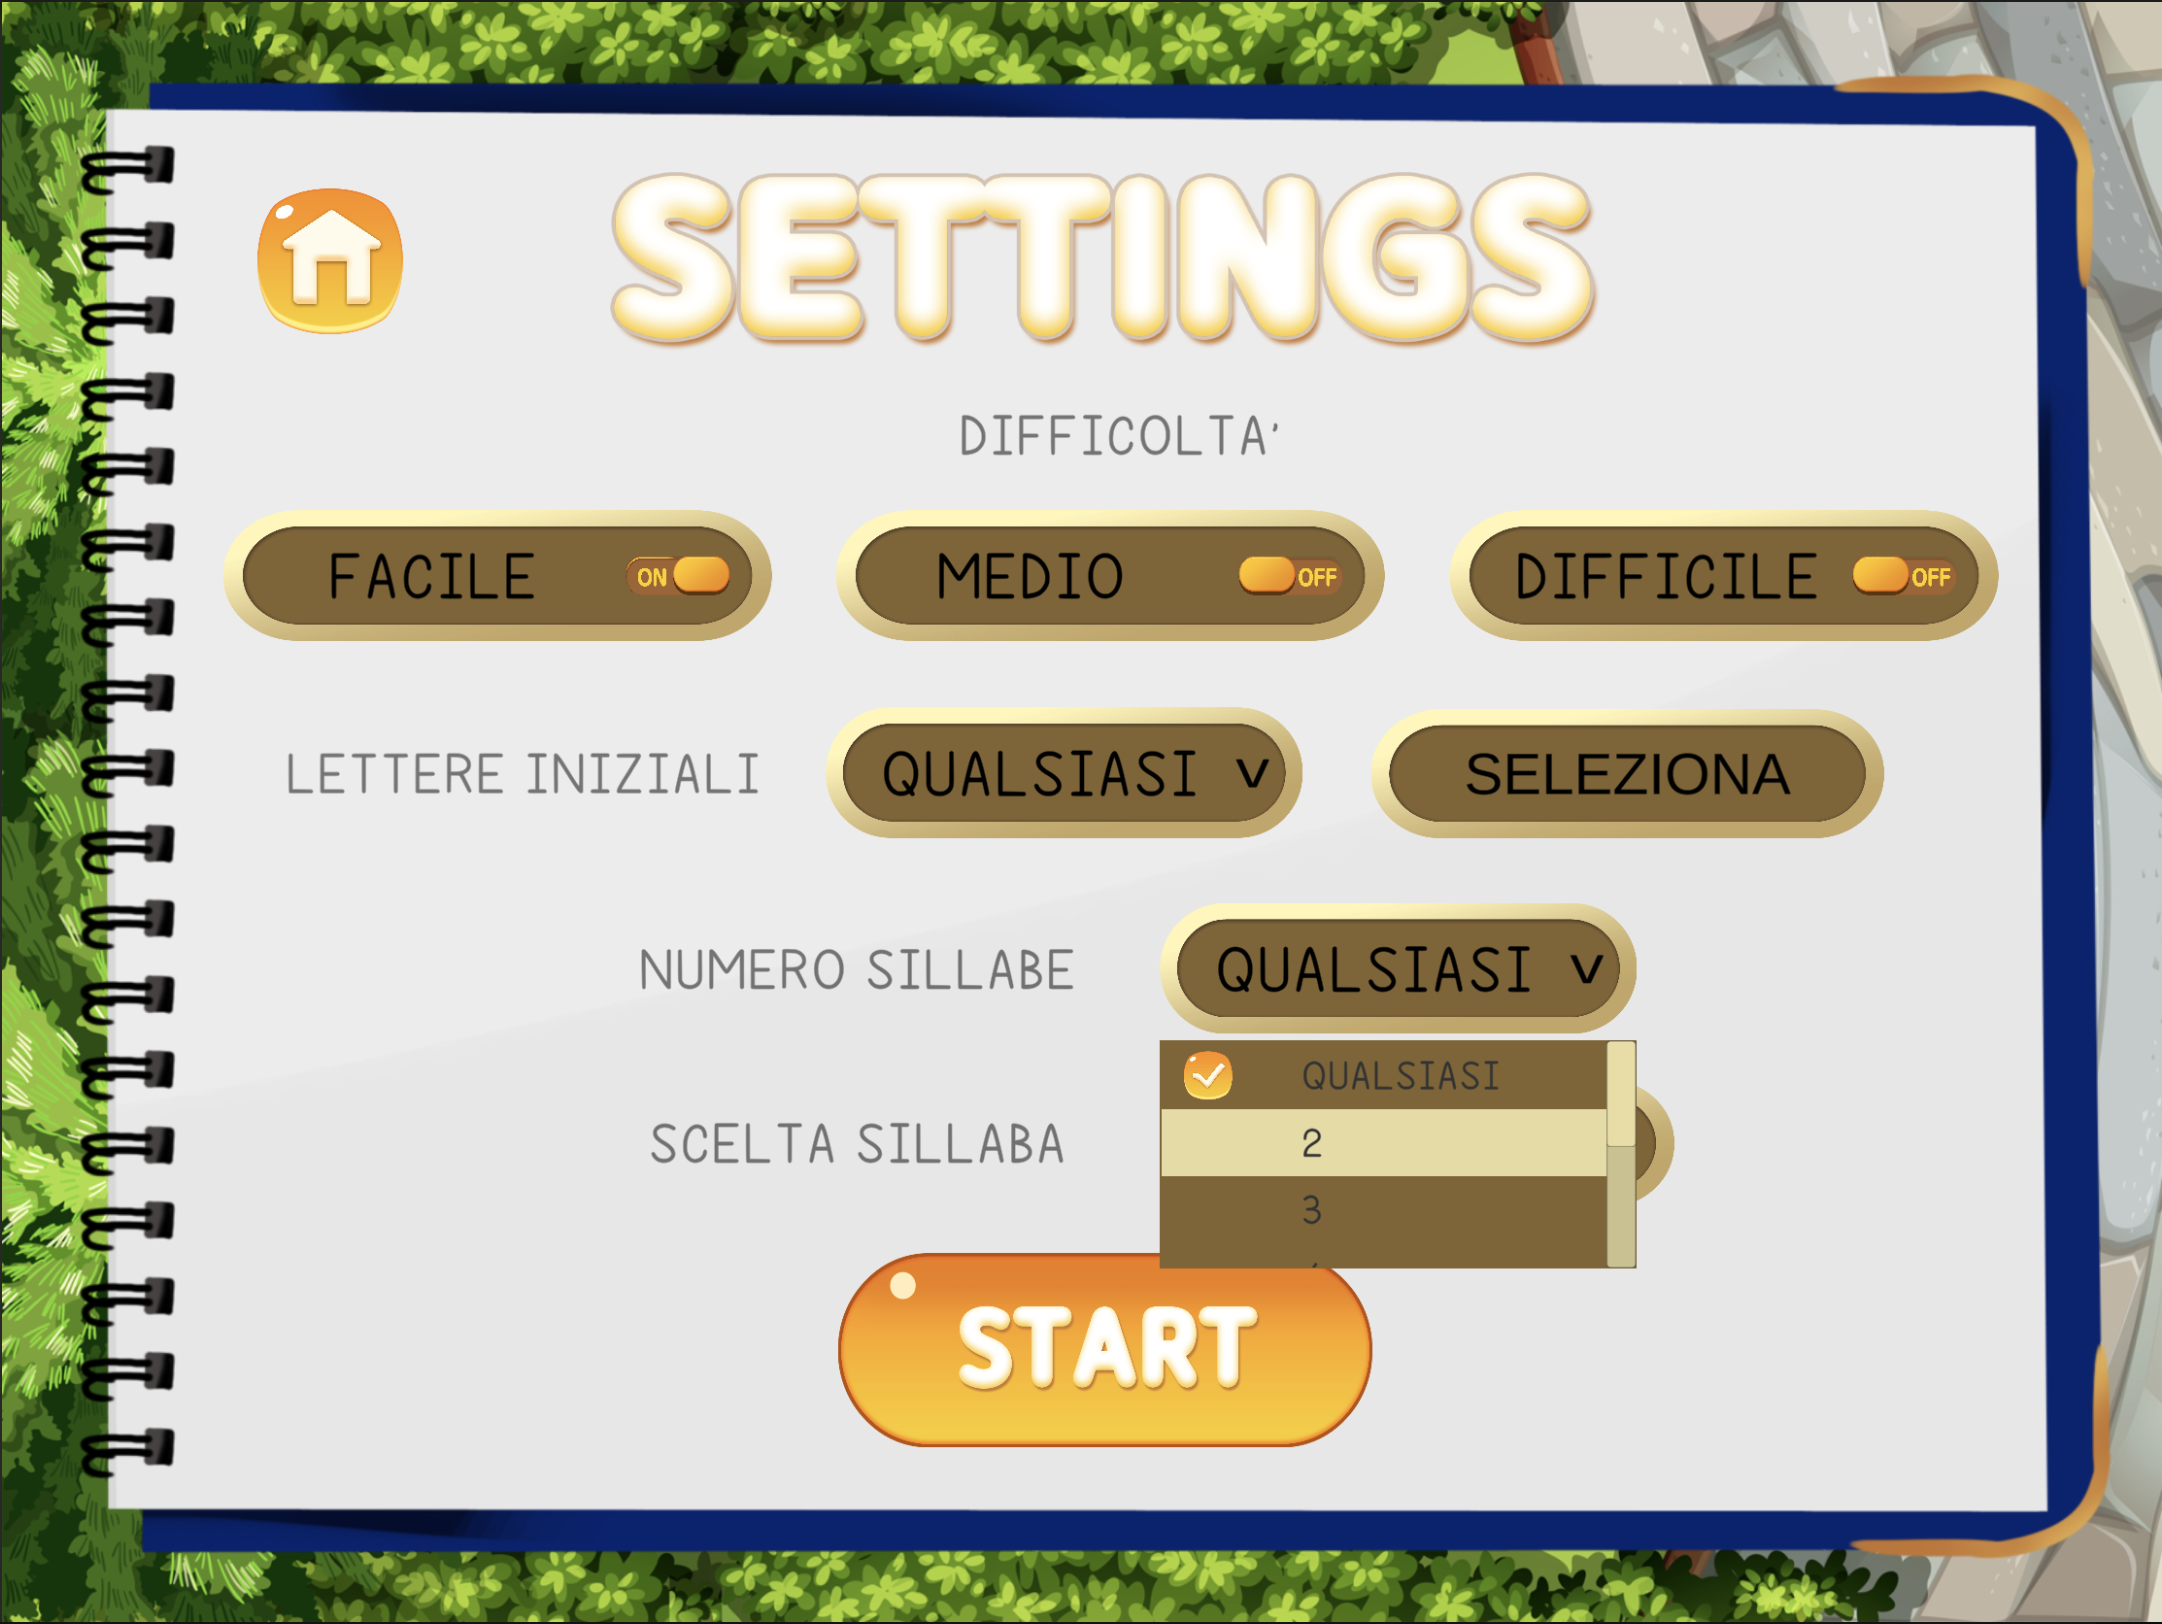 SETTINGS
DIFFICOLTA'
FACILE ON MEDIO OFF DIFFICILE OFF
LETTERE INIZIALI QUALSIASI V SELEZIONA
NUMERO SILLABE QUALSIASI V
QUALSIASI
SCELTA SILLABA 2
3
START